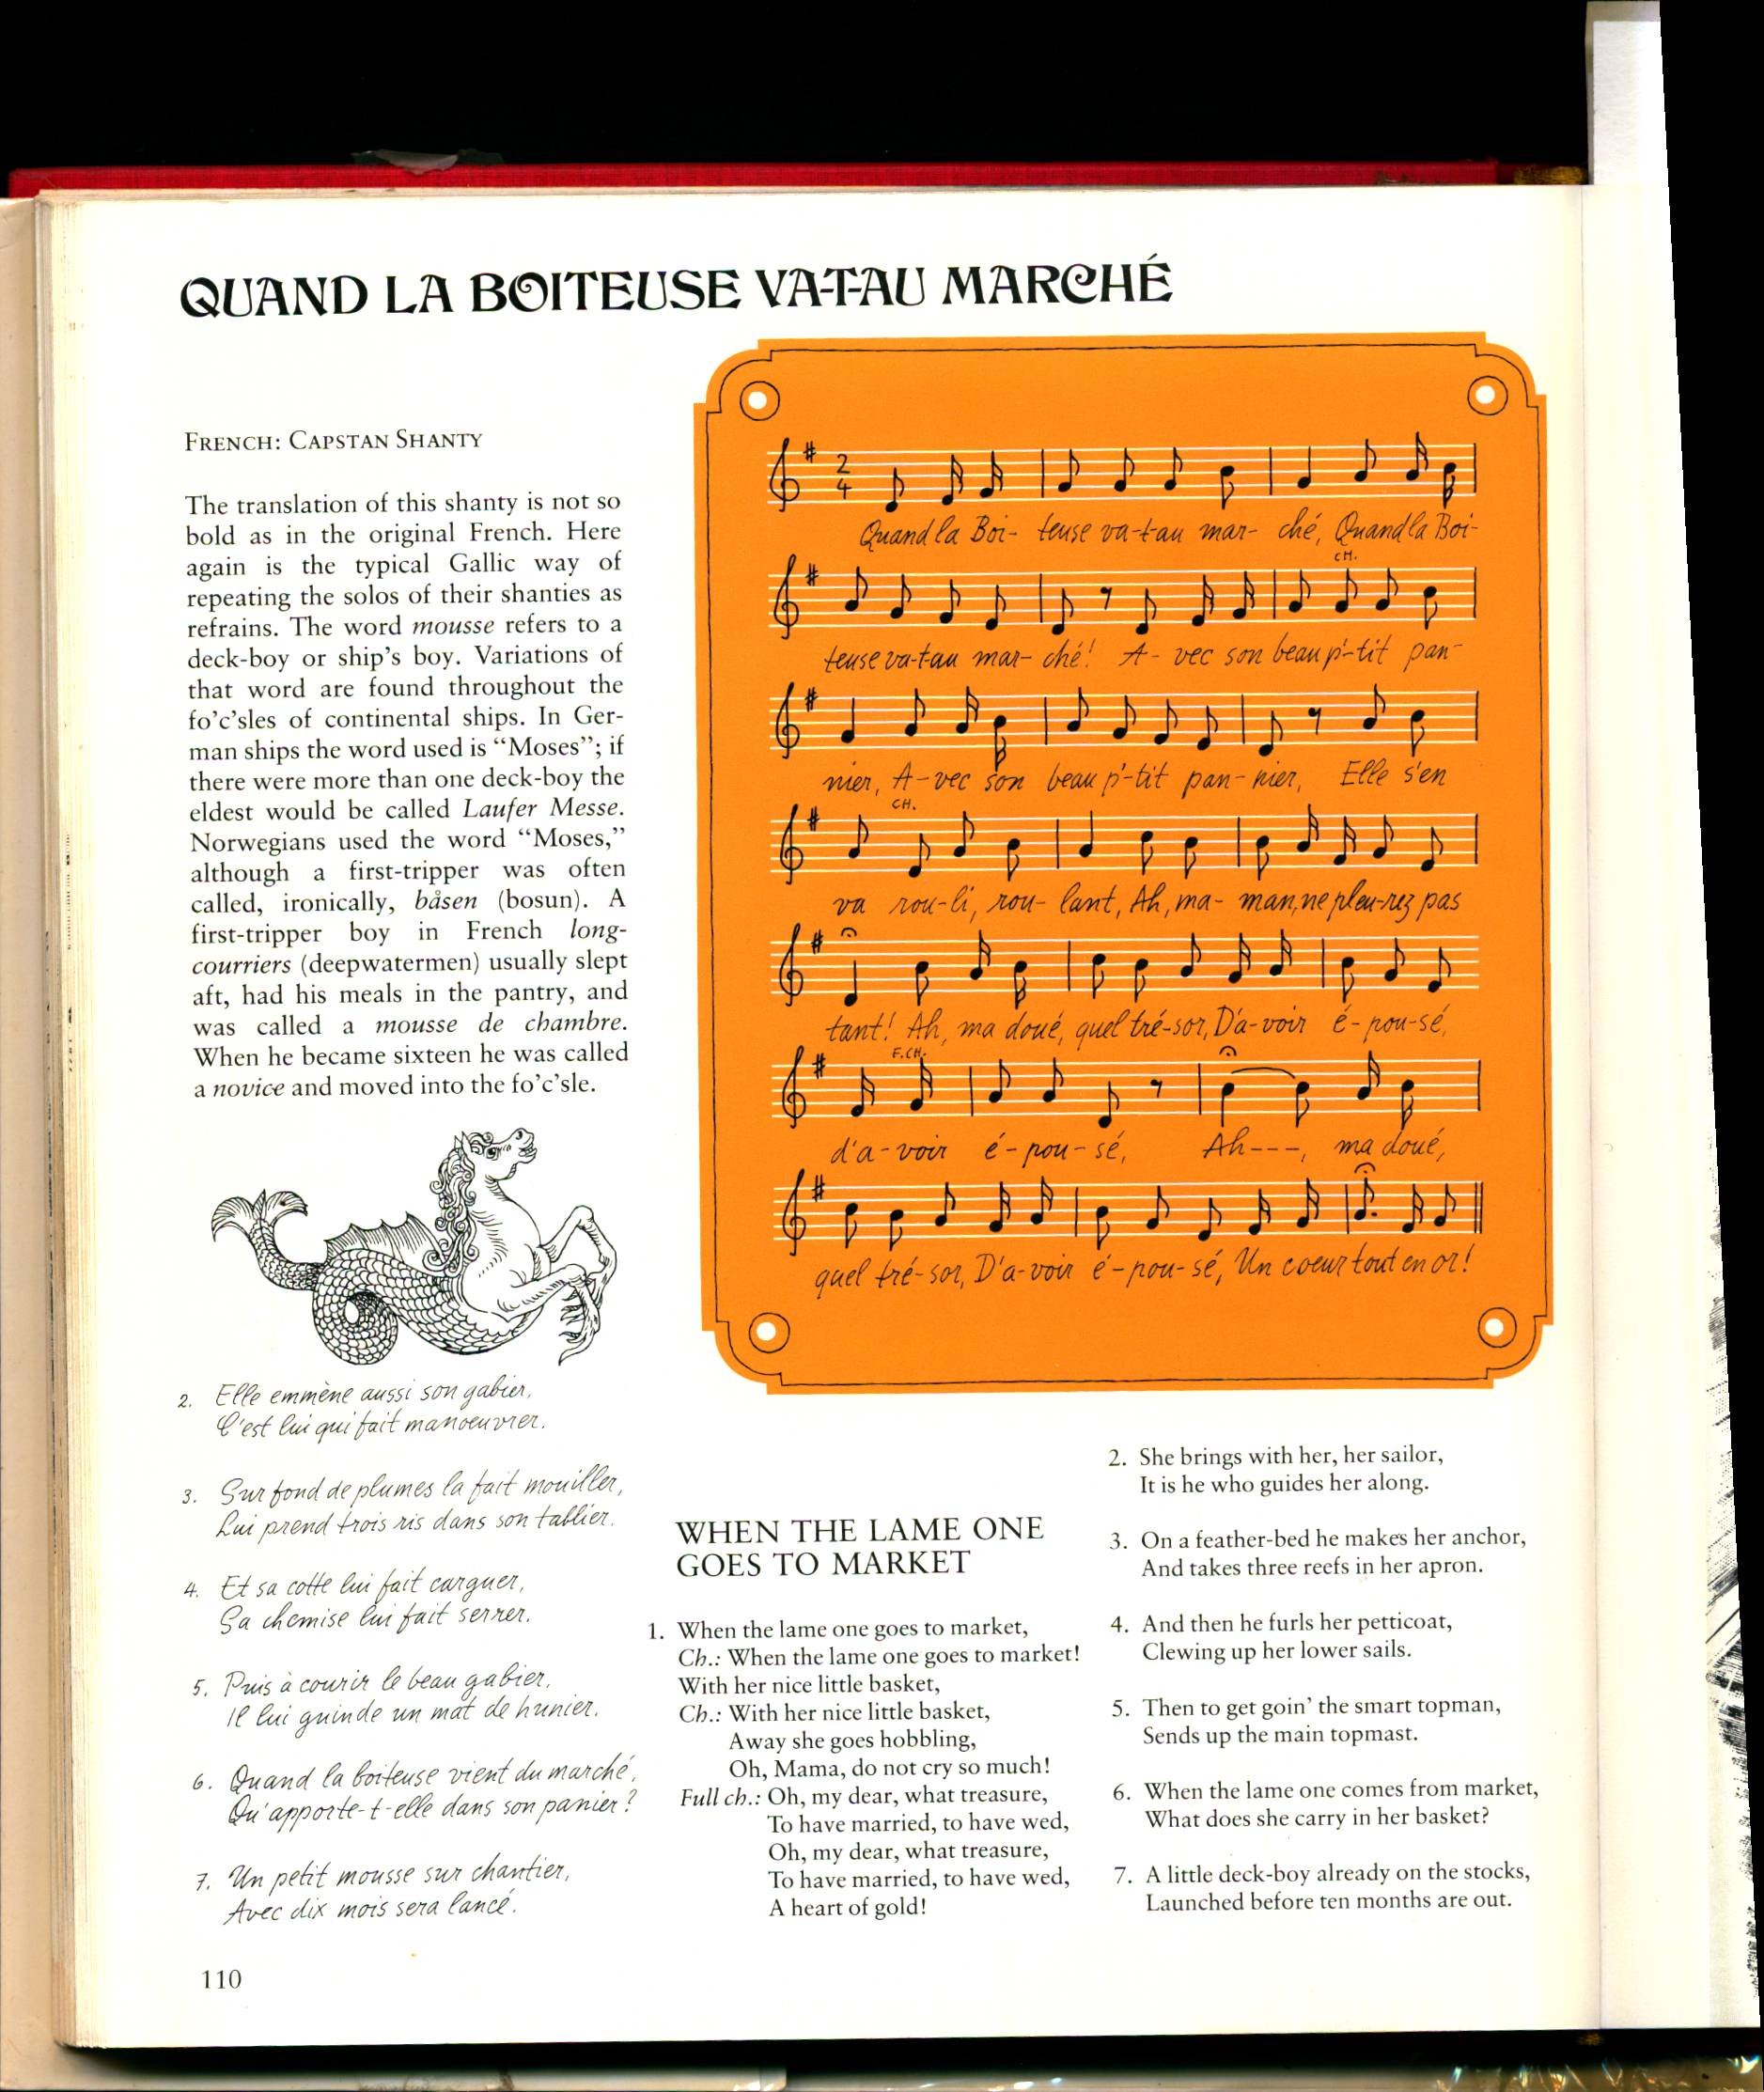 QUAND LA BOITEUSE VA-T-AU MARCHÉ
FRENCH: CAPSTAN SHANTY
The translation of this shanty is not so
bold as in the original French. Here
again is the typical Gallic way of
repeating the solos of their shanties as
refrains. The word mousse refers to a
deck-boy or ship's boy. Variations of
that word are found throughout the
fo'c'sles of continental ships. In Ger-
man ships the word used is “Moses”; if
there were more than one deck-boy the
eldest would be called Laufer Messe.
Norwegians used the word “Moses,”
although a first-tripper was often
called, ironically, båsen (bosun). A
first-tripper boy in French long-
courriers (deepwatermen) usually slept
aft, had his meals in the pantry, and
was called a mousse de chambre.
When he became sixteen he was called
a novice and moved into the fo'c'sle.
2
4
Quand la Boi- teuse va-t-au mar- ché, Quand la Boi-
CH.
teuse va-t-au mar- ché! A- vec son beau p'-tit pan-
nier, A-vec son beau p'-tit pan-nier, Elle s'en
CH.
va rou-li, rou- lant, Ah, ma- man, ne pleu-rez pas
tant! Ah, ma doué, quel tré-sor, D'a-voir é-pou-sé,
F.CH.
d'a-voir é-pou-sé, Ah---, ma doué,
quel tré-sor, D'a-voir é-pou-sé, Un coeur tout en or!
2. Elle emmène aussi son gabier,
C'est lui qui fait manoeuvrer.
3. Sur fond de plumes la fait mouiller,
Lui prend trois ris dans son tablier.
4. Et sa cotte lui fait carguer,
Sa chemise lui fait serrer.
5. Puis à courir le beau gabier,
Il lui guinde un mat de hunier.
6. Quand la boiteuse vient du marché,
Qu'apporte-t-elle dans son panier?
7. Un petit mousse sur chantier,
Avec dix mois sera lancé.
110
WHEN THE LAME ONE
GOES TO MARKET
1. When the lame one goes to market,
Ch.: When the lame one goes to market!
With her nice little basket,
Ch.: With her nice little basket,
Away she goes hobbling,
Oh, Mama, do not cry so much!
Full ch.: Oh, my dear, what treasure,
To have married, to have wed,
Oh, my dear, what treasure,
To have married, to have wed,
A heart of gold!
2. She brings with her, her sailor,
It is he who guides her along.
3. On a feather-bed he makes her anchor,
And takes three reefs in her apron.
4. And then he furls her petticoat,
Clewing up her lower sails.
5. Then to get goin' the smart topman,
Sends up the main topmast.
6. When the lame one comes from market,
What does she carry in her basket?
7. A little deck-boy already on the stocks,
Launched before ten months are out.